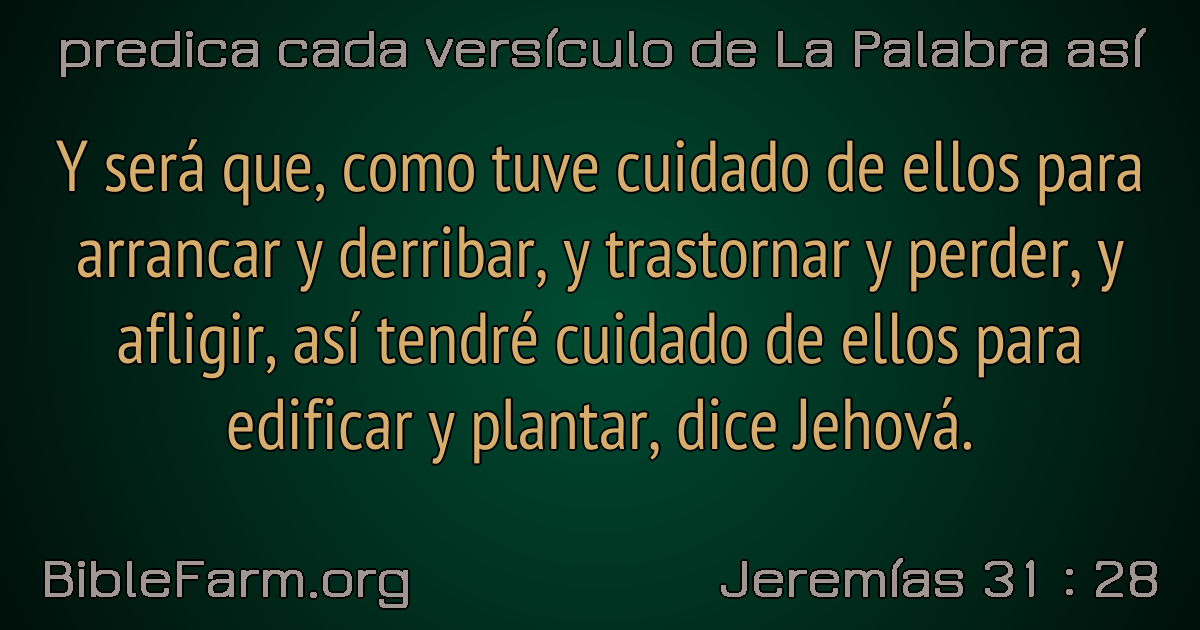 predica cada versículo de La Palabra así
Y será que, como tuve cuidado de ellos para
arrancar y derribar, y trastornar y perder, y
afligir, así tendré cuidado de ellos para
edificar y plantar, dice Jehová.
BibleFarm.org
Jeremías 31 : 28